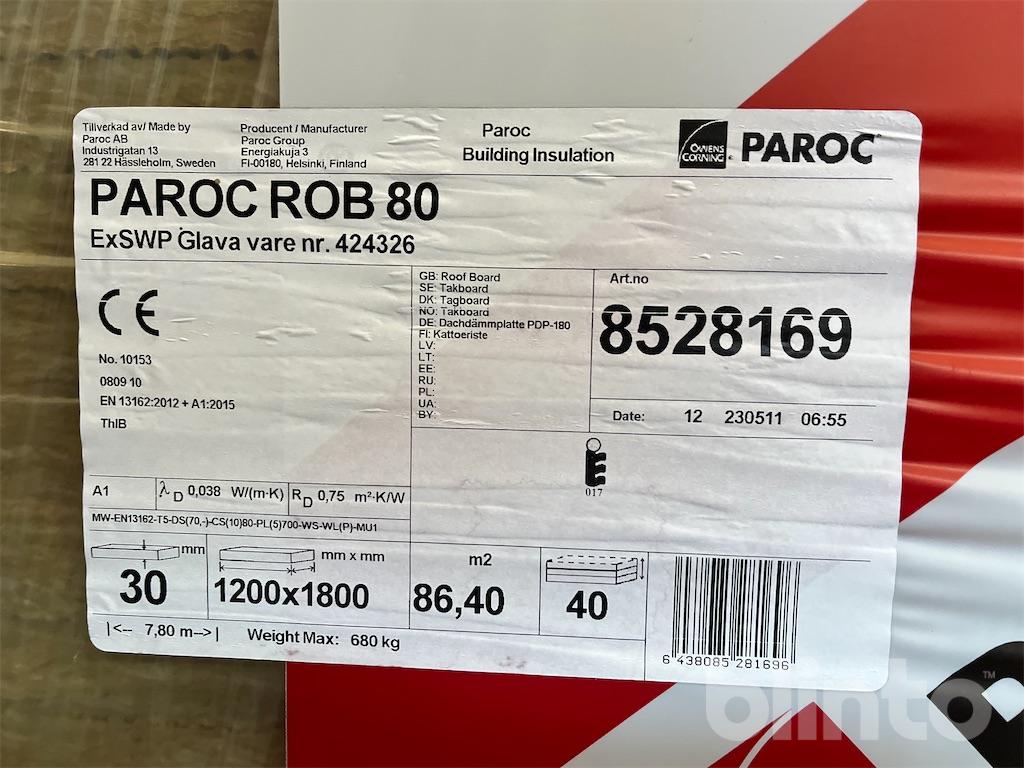 Tillverkad av/ Made by
Paroc AB
Industrigatan 13
281 22 Hässleholm, Sweden
Producent / Manufacturer
Paroc Group
Energiakuja 3
FI-00180, Helsinki, Finland
Paroc
Building Insulation
OWENS
CORNING
PAROC
PAROC ROB 80
ExSWP Glava vare nr. 424326
CE
No. 10153
0809 10
EN 13162:2012 + A1:2015
ThIB
GB: Roof Board
SE: Takboard
DK: Tagboard
NO: Takboard
DE: Dachdämmplatte PDP-180
FI: Kattoeriste
LV:
LT:
EE:
RU:
PL:
UA:
BY:
Art.no
8528169
Date: 12 230511 06:55
E
017
A1
λD 0,038 W/(m·K)
RD 0,75 m²·K/W
MW-EN13162-T5-DS(70,-)-CS(10)80-PL(5)700-WS-WL(P)-MU1
mm
30
mm x mm
1200x1800
m2
86,40
40
|<-- 7,80 m-->| Weight Max: 680 kg
6 438085 281696
blinto™